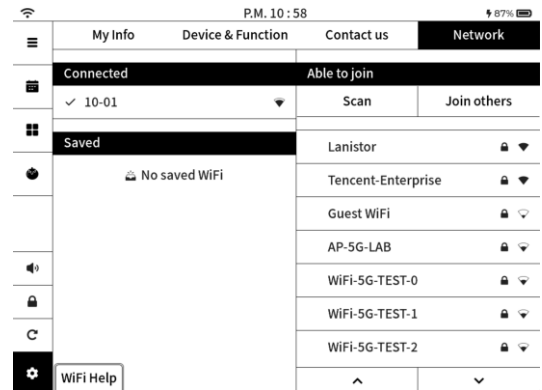 P.M. 10 : 58
87%
My Info
Device & Function
Contact us
Network
Connected
10-01
Saved
No saved WiFi
WiFi Help
Able to join
Scan
Join others
Lanistor
Tencent-Enterprise
Guest WiFi
AP-5G-LAB
WiFi-5G-TEST-0
WiFi-5G-TEST-1
WiFi-5G-TEST-2